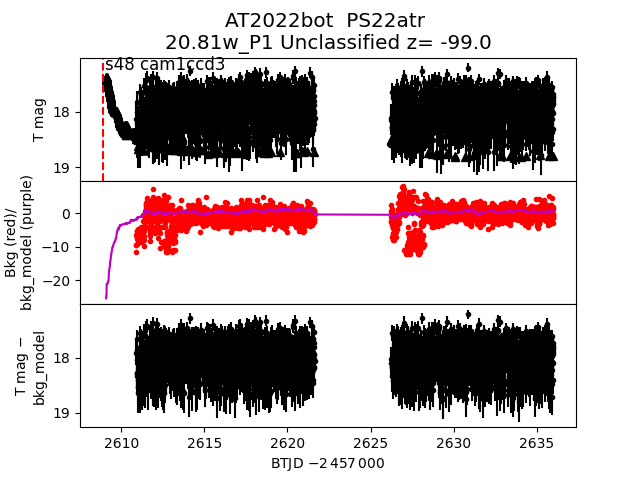 AT2022bot  PS22atr
20.81w_P1 Unclassified z= -99.0
s48 cam1ccd3
T mag
18
19
Bkg (red)/
bkg_model (purple)
0
−10
−20
T mag −
bkg_model
18
19
2610
2615
2620
2625
2630
2635
BTJD −2 457 000